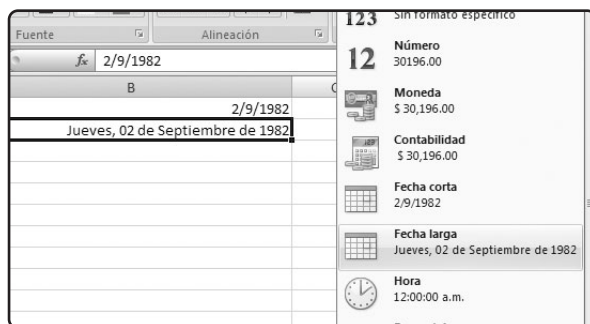 123
Sin formato específico
Fuente
Alineación
fx 2/9/1982
B
2/9/1982
Jueves, 02 de Septiembre de 1982
12
Número
30196.00
Moneda
$ 30,196.00
Contabilidad
$ 30,196.00
Fecha corta
2/9/1982
Fecha larga
Jueves, 02 de Septiembre de 1982
Hora
12:00:00 a.m.